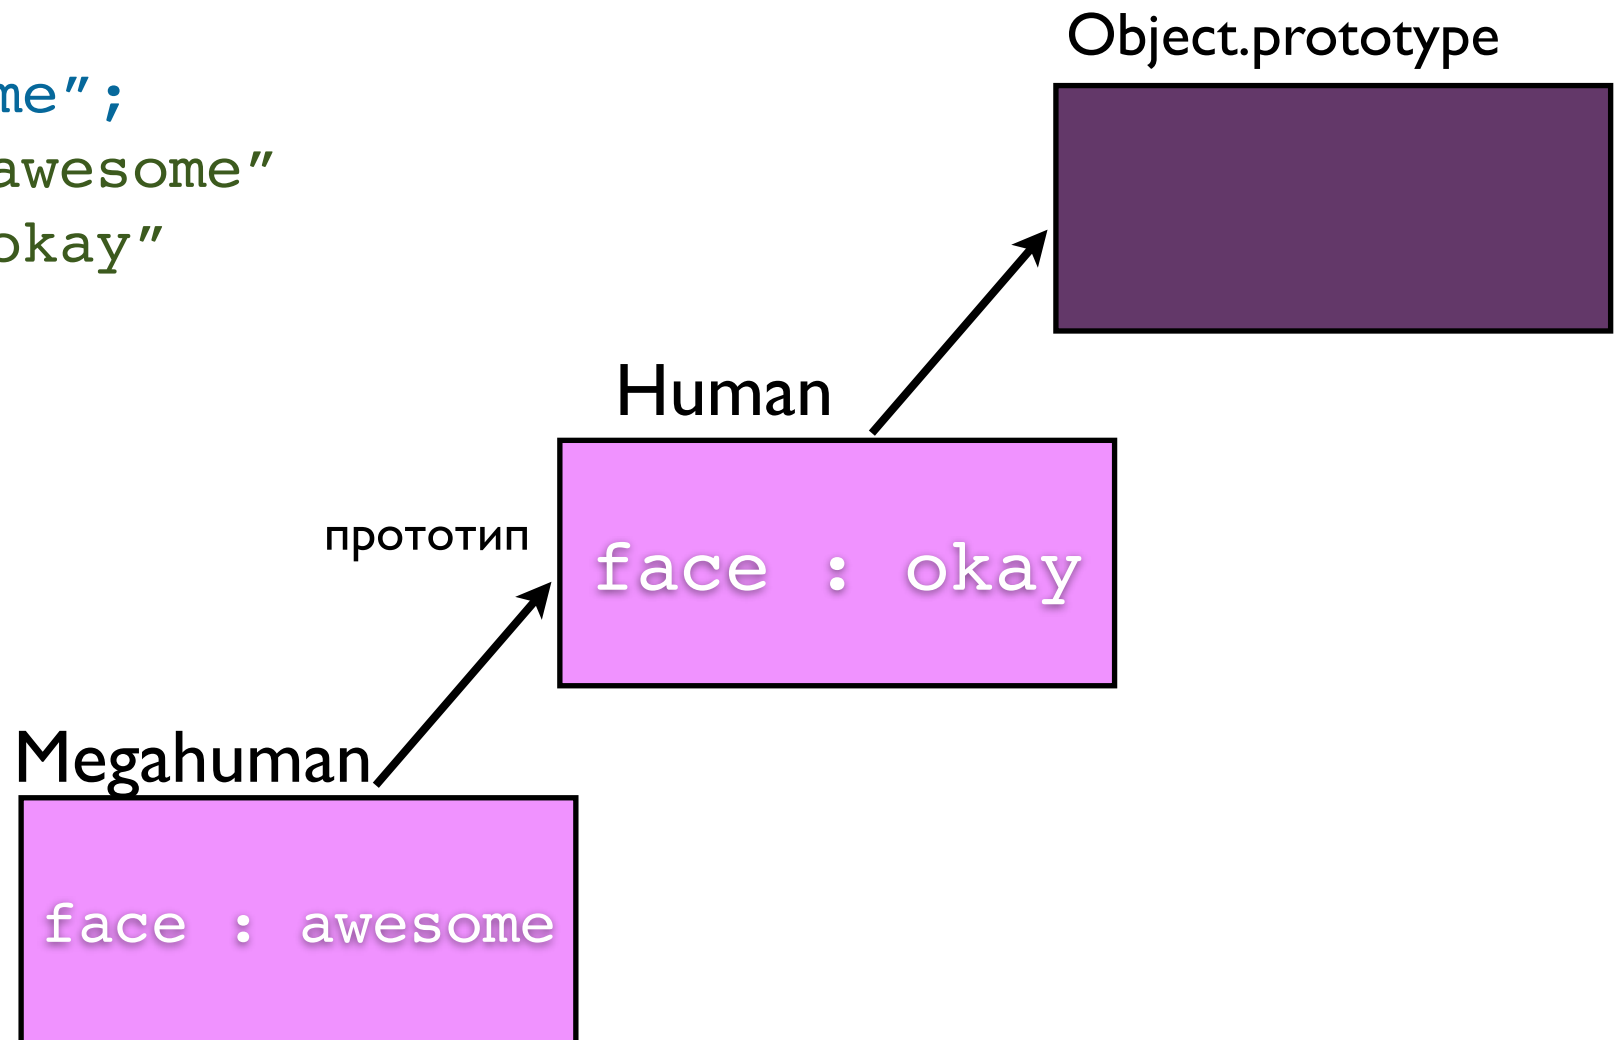 Object.prototype
me”;
awesome”
okay”
Human
прототип
face : okay
Megahuman
face : awesome